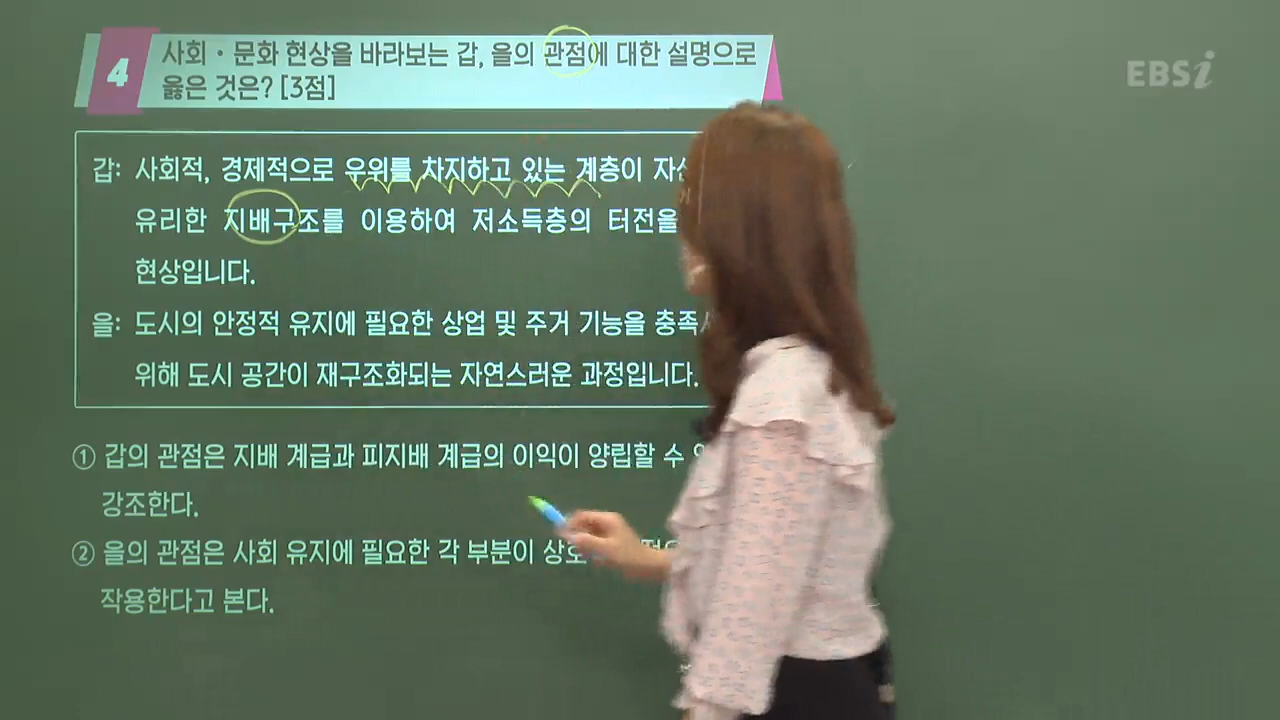 4
사회・문화 현상을 바라보는 갑, 을의 관점에 대한 설명으로
옳은 것은? [3점]
EBSi
갑: 사회적, 경제적으로 우위를 차지하고 있는 계층이
유리한 지배구조를 이용하여 저소득층의 터전을
현상입니다.
을: 도시의 안정적 유지에 필요한 상업 및 주거 기능을
위해 도시 공간이 재구조화되는 자연스러운 과정입니다.
① 갑의 관점은 지배 계급과 피지배 계급의 이익이 양립할 수
강조한다.
② 을의 관점은 사회 유지에 필요한 각 부분이
작용한다고 본다.